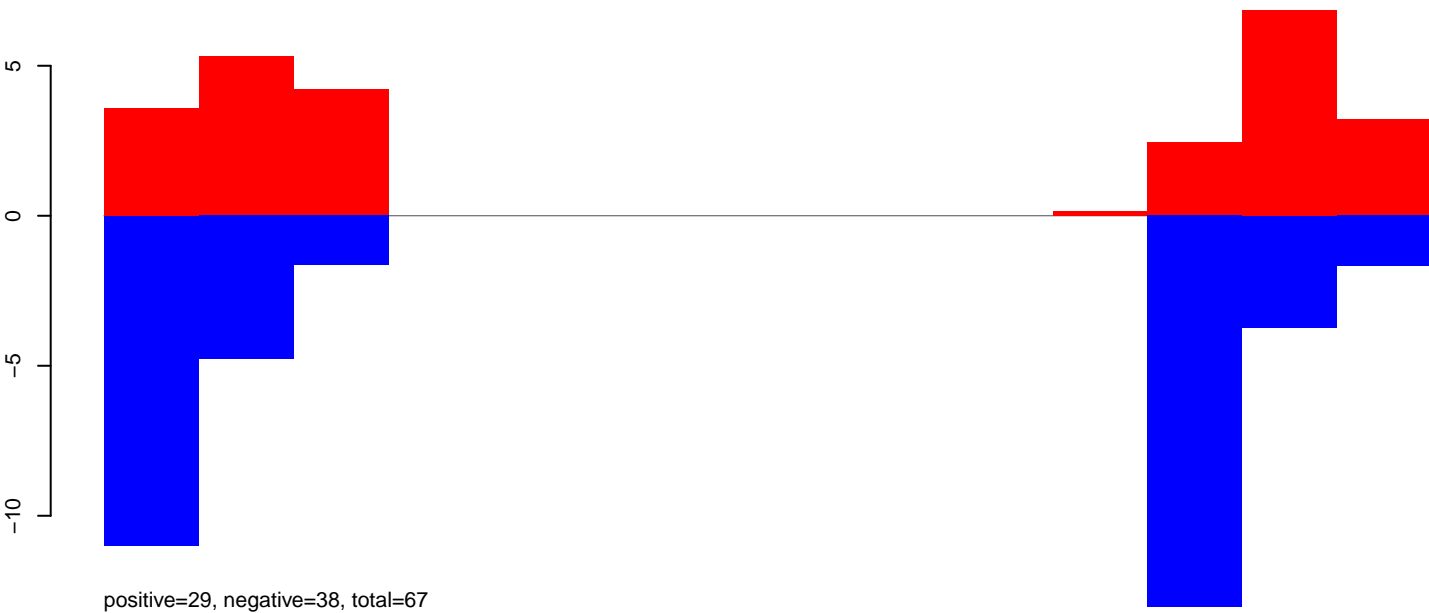 5
0
−5
−10
positive=29, negative=38, total=67